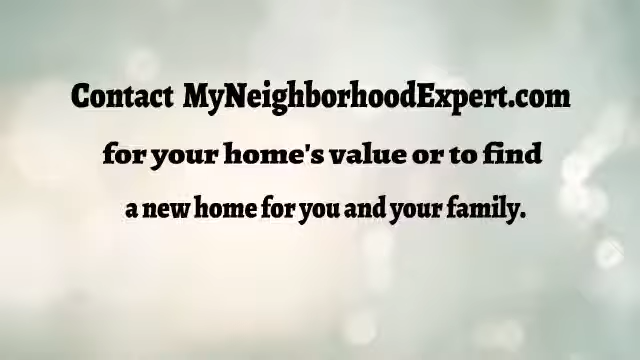 Contact MyNeighborhoodExpert.com
for your home's value or to find
a new home for you and your family.